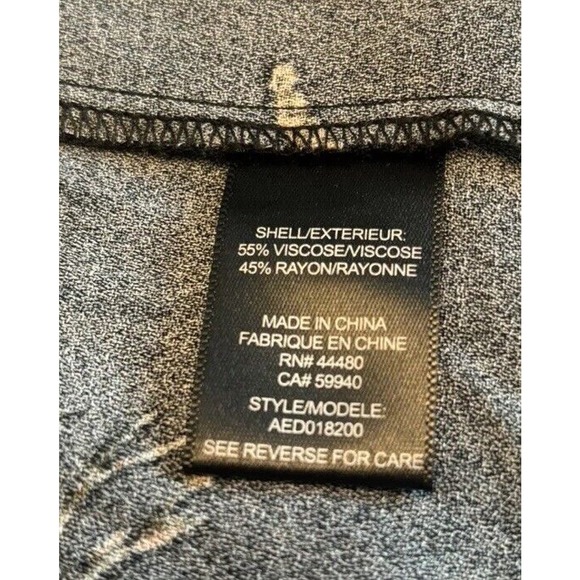 SHELL/EXTERIEUR:
55% VISCOSE/VISCOSE
45% RAYON/RAYONNE
MADE IN CHINA
FABRIQUE EN CHINE
RN# 44480
CA# 59940
STYLE/MODELE:
AED018200
SEE REVERSE FOR CARE